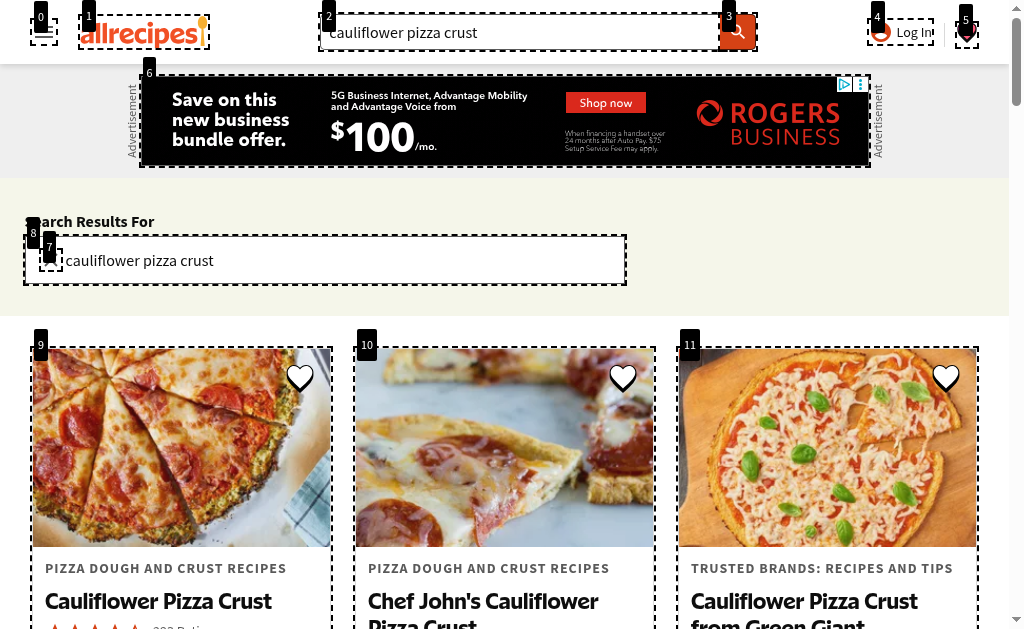 allrecipes
cauliflower pizza crust
Log In
0
1
2
3
4
5
6
Advertisement
Save on this
new business
bundle offer.
5G Business Internet, Advantage Mobility
and Advantage Voice from
$100/mo.
Shop now
When financing a handset over
24 months after Auto Pay. $75
Setup Service Fee may apply.
ROGERS
BUSINESS
Advertisement
Search Results For
8
7
cauliflower pizza crust
9
10
11
PIZZA DOUGH AND CRUST RECIPES
Cauliflower Pizza Crust
PIZZA DOUGH AND CRUST RECIPES
Chef John's Cauliflower
Pizza Crust
TRUSTED BRANDS: RECIPES AND TIPS
Cauliflower Pizza Crust
from Green Giant